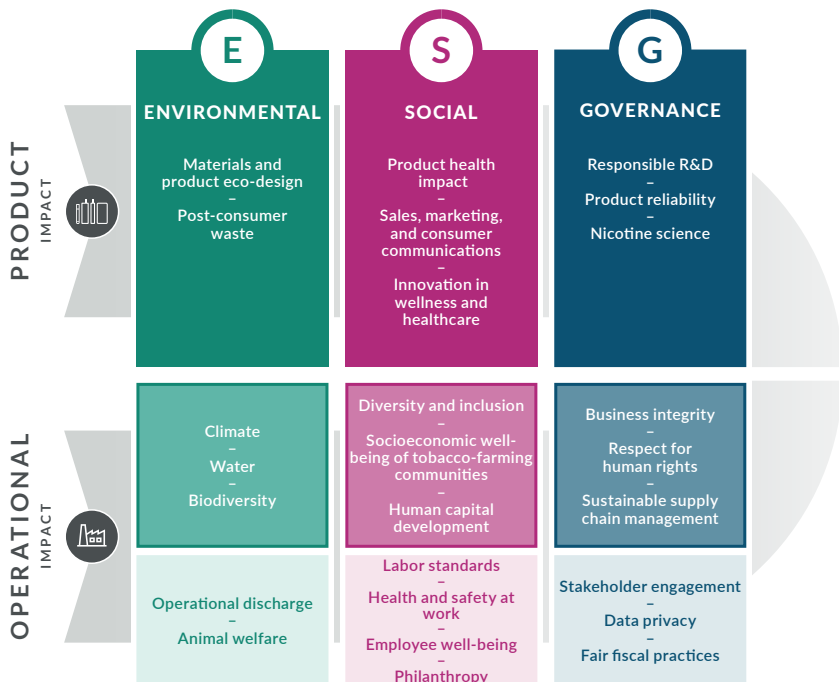 E
ENVIRONMENTAL
Materials and
product eco-design
–
Post-consumer
waste
S
SOCIAL
Product health
impact
–
Sales, marketing,
and consumer
communications
–
Innovation in
wellness and
healthcare
G
GOVERNANCE
Responsible R&D
–
Product reliability
–
Nicotine science
PRODUCT
IMPACT
Climate
–
Water
–
Biodiversity
Diversity and inclusion
–
Socioeconomic well-
being of tobacco-farming
communities
–
Human capital
development
Business integrity
–
Respect for
human rights
–
Sustainable supply
chain management
OPERATIONAL
IMPACT
Operational discharge
–
Animal welfare
Labor standards
–
Health and safety at
work
–
Employee well-being
–
Philanthropy
Stakeholder engagement
–
Data privacy
–
Fair fiscal practices